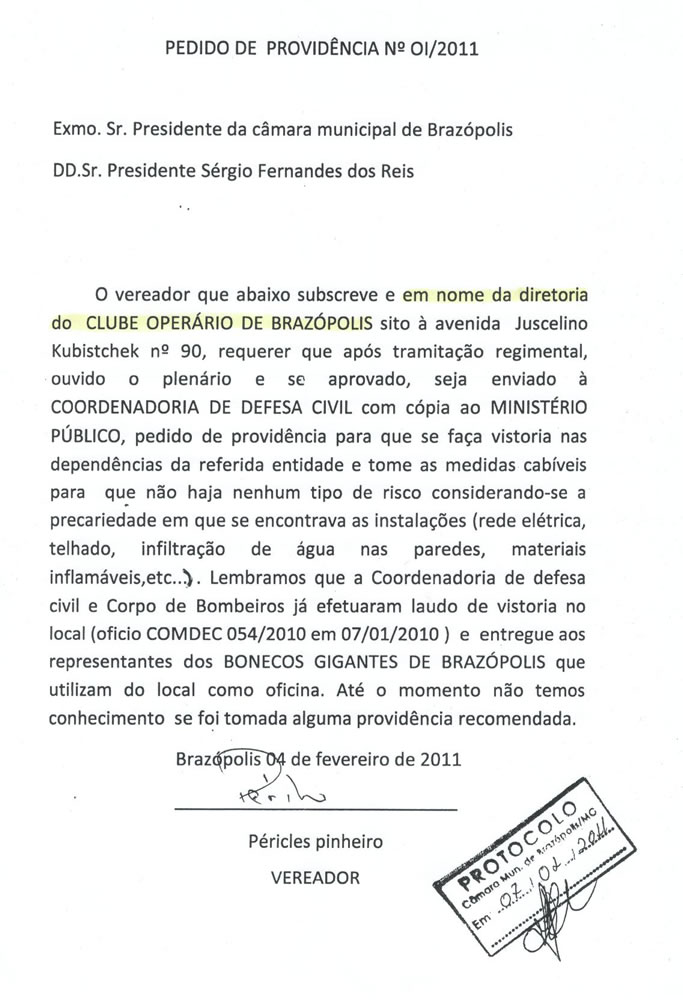 PEDIDO DE PROVIDÊNCIA Nº OI/2011
Exmo. Sr. Presidente da câmara municipal de Brazópolis
DD.Sr. Presidente Sérgio Fernandes dos Reis
O vereador que abaixo subscreve e em nome da diretoria
do CLUBE OPERÁRIO DE BRAZÓPOLIS sito à avenida Juscelino
Kubistchek nº 90, requerer que após tramitação regimental,
ouvido o plenário e se aprovado, seja enviado à
COORDENADORIA DE DEFESA CIVIL com cópia ao MINISTÉRIO
PÚBLICO, pedido de providência para que se faça vistoria nas
dependências da referida entidade e tome as medidas cabíveis
para que não haja nenhum tipo de risco considerando-se a
precariedade em que se encontrava as instalações (rede elétrica,
telhado, infiltração de água nas paredes, materiais
inflamáveis,etc...). Lembramos que a Coordenadoria de defesa
civil e Corpo de Bombeiros já efetuaram laudo de vistoria no
local (oficio COMDEC 054/2010 em 07/01/2010 ) e entregue aos
representantes dos BONECOS GIGANTES DE BRAZÓPOLIS que
utilizam do local como oficina. Até o momento não temos
conhecimento se foi tomada alguma providência recomendada.
Brazópolis 04 de fevereiro de 2011
Péricles pinheiro
VEREADOR
PROTOCOLO
Câmara Mun. de Brazópolis/MG
Em 07/02/2011